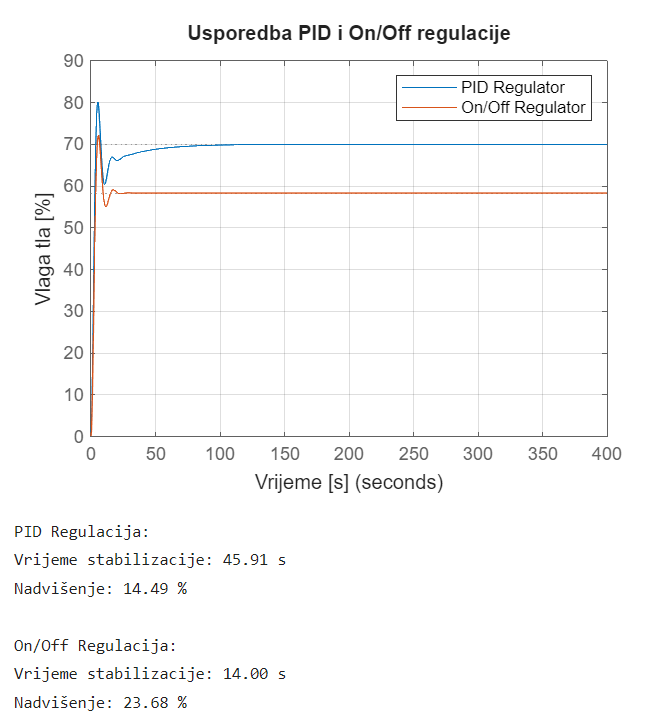 Usporedba PID i On/Off regulacije
90
80
70
60
50
40
30
20
10
0
Vlaga tla [%]
PID Regulator
On/Off Regulator
0 50 100 150 200 250 300 350 400
Vrijeme [s] (seconds)
PID Regulacija:
Vrijeme stabilizacije: 45.91 s
Nadvišenje: 14.49 %
On/Off Regulacija:
Vrijeme stabilizacije: 14.00 s
Nadvišenje: 23.68 %